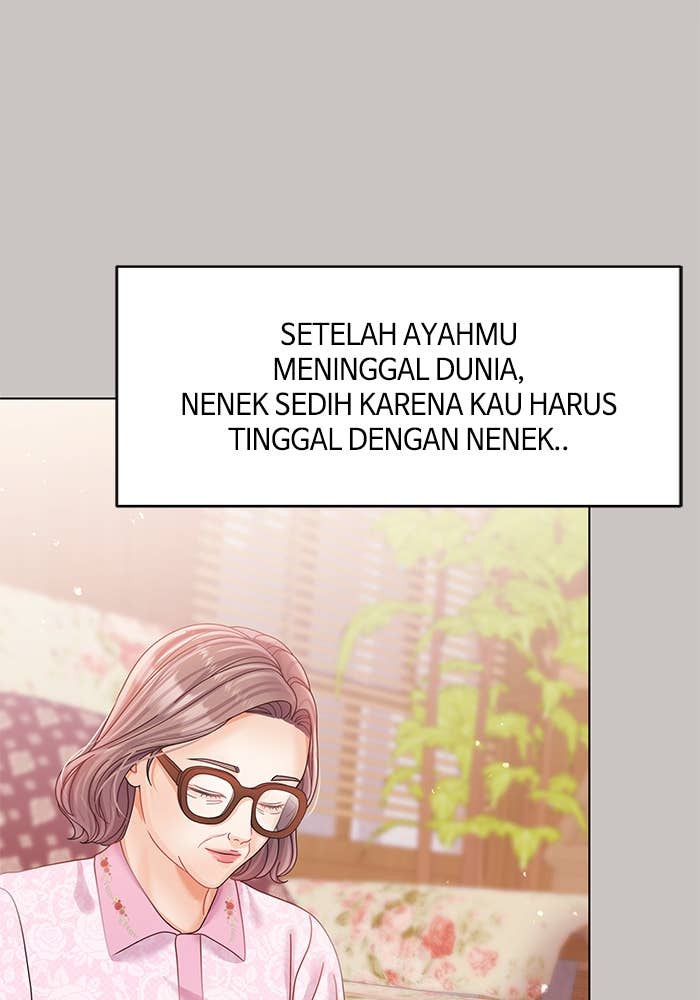 SETELAH AYAHMU
MENINGGAL DUNIA,
NENEK SEDIH KARENA KAU HARUS
TINGGAL DENGAN NENEK..